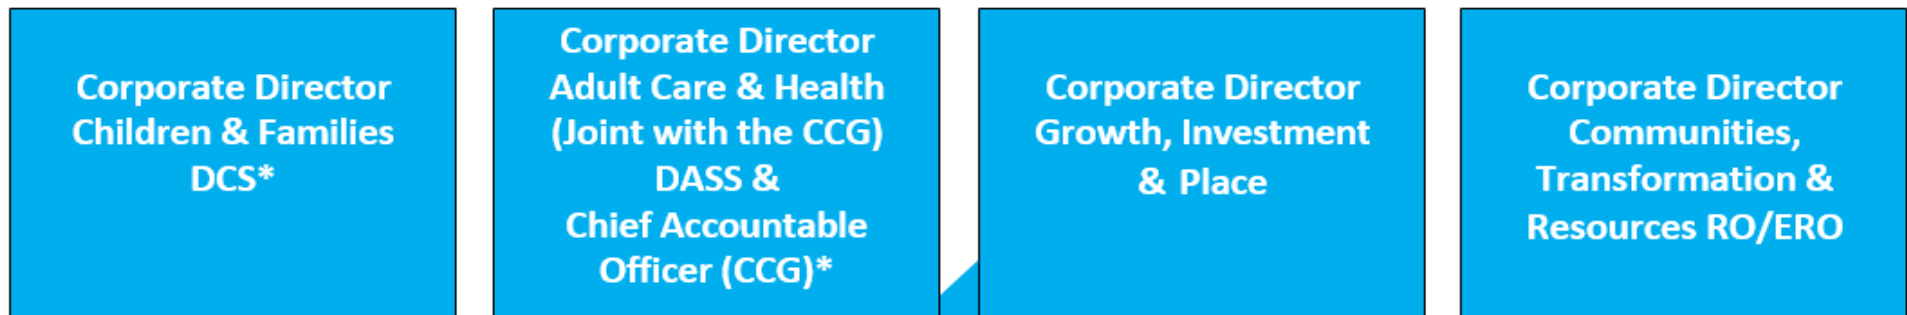 Corporate Director
Children & Families
DCS*
Corporate Director
Adult Care & Health
(Joint with the CCG)
DASS &
Chief Accountable
Officer (CCG)*
Corporate Director
Growth, Investment
& Place
Corporate Director
Communities,
Transformation &
Resources RO/ERO